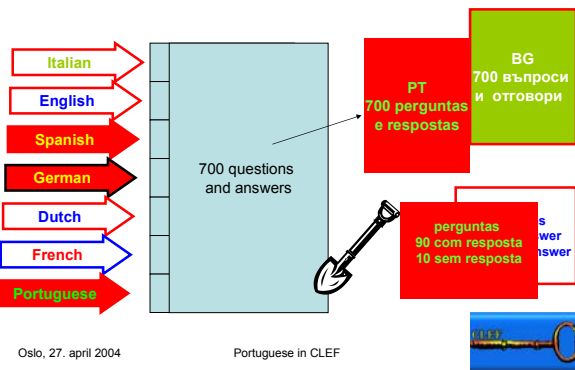 Italian
English
Spanish
German
Dutch
French
Portuguese
700 questions
and answers
PT
700 perguntas
e respostas
BG
700 въпроси
и отговори
perguntas
90 com resposta
10 sem resposta
Oslo, 27. april 2004
Portuguese in CLEF
CLEF